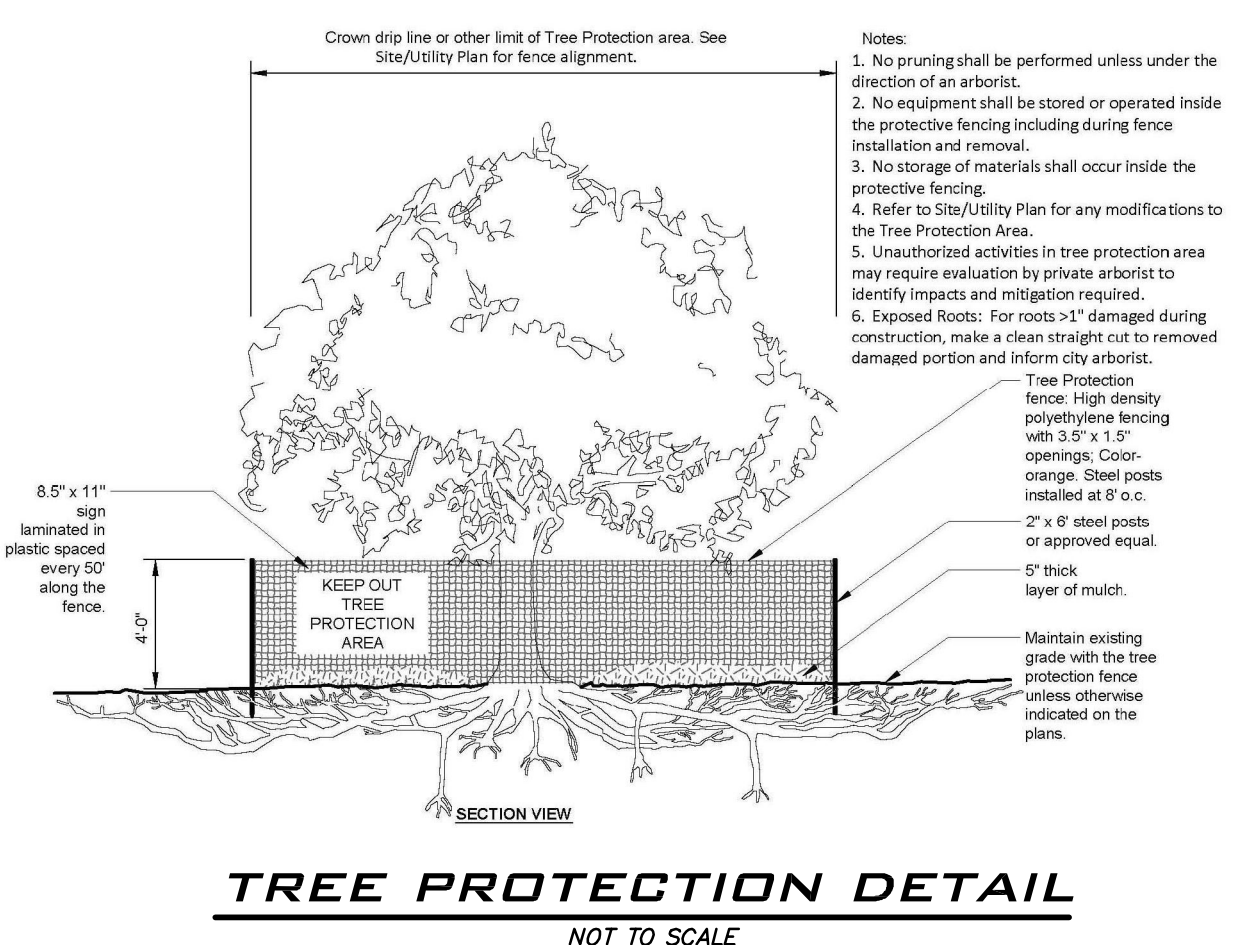 Crown drip line or other limit of Tree Protection area. See
Site/Utility Plan for fence alignment.
Notes:
1. No pruning shall be performed unless under the
direction of an arborist.
2. No equipment shall be stored or operated inside
the protective fencing including during fence
installation and removal.
3. No storage of materials shall occur inside the
protective fencing.
4. Refer to Site/Utility Plan for any modifications to
the Tree Protection Area.
5. Unauthorized activities in tree protection area
may require evaluation by private arborist to
identify impacts and mitigation required.
6. Exposed Roots: For roots >1" damaged during
construction, make a clean straight cut to removed
damaged portion and inform city arborist.
Tree Protection
fence: High density
polyethylene fencing
with 3.5" x 1.5"
openings; Color-
orange. Steel posts
installed at 8' o.c.
2" x 6' steel posts
or approved equal.
5" thick
layer of mulch.
Maintain existing
grade with the tree
protection fence
unless otherwise
indicated on the
plans.
8.5" x 11"
sign
laminated in
plastic spaced
every 50'
along the
fence.
4'-0"
KEEP OUT
TREE
PROTECTION
AREA
SECTION VIEW
TREE PROTECTION DETAIL
NOT TO SCALE